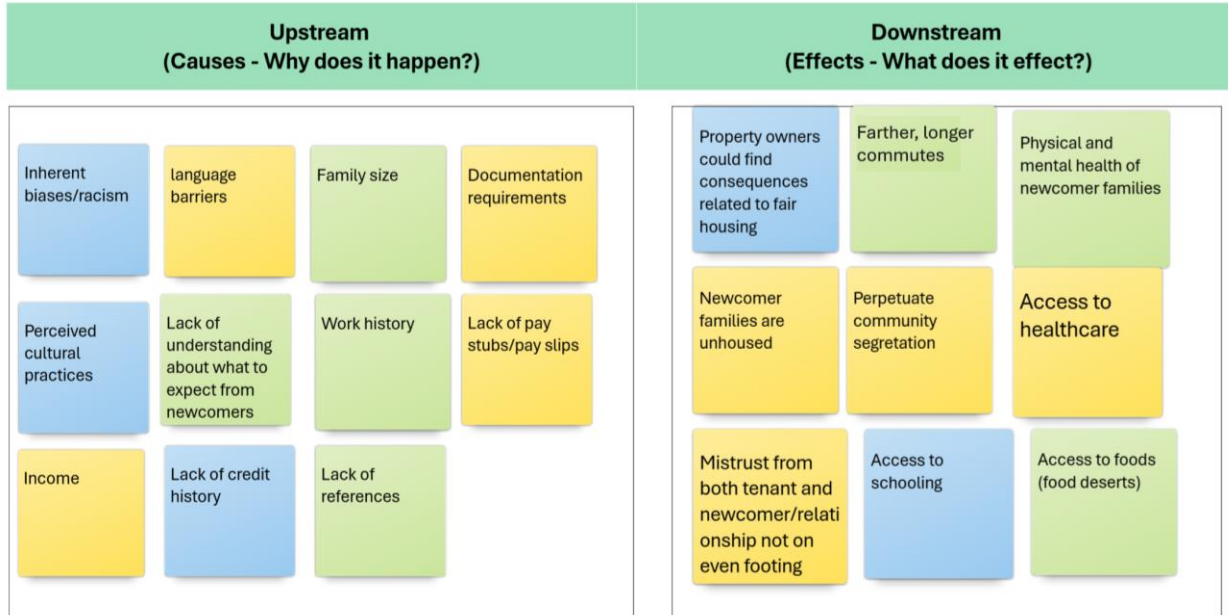 Upstream
(Causes - Why does it happen?)
Downstream
(Effects - What does it effect?)
Inherent
biases/racism
language
barriers
Family size
Documentation
requirements
Perceived
cultural
practices
Lack of
understanding
about what to
expect from
newcomers
Work history
Lack of pay
stubs/pay slips
Income
Lack of credit
history
Lack of
references
Property owners
could find
consequences
related to fair
housing
Farther, longer
commutes
Physical and
mental health of
newcomer families
Newcomer
families are
unhoused
Perpetuate
community
segretation
Access to
healthcare
Mistrust from
both tenant and
newcomer/relati
onship not on
even footing
Access to
schooling
Access to foods
(food deserts)